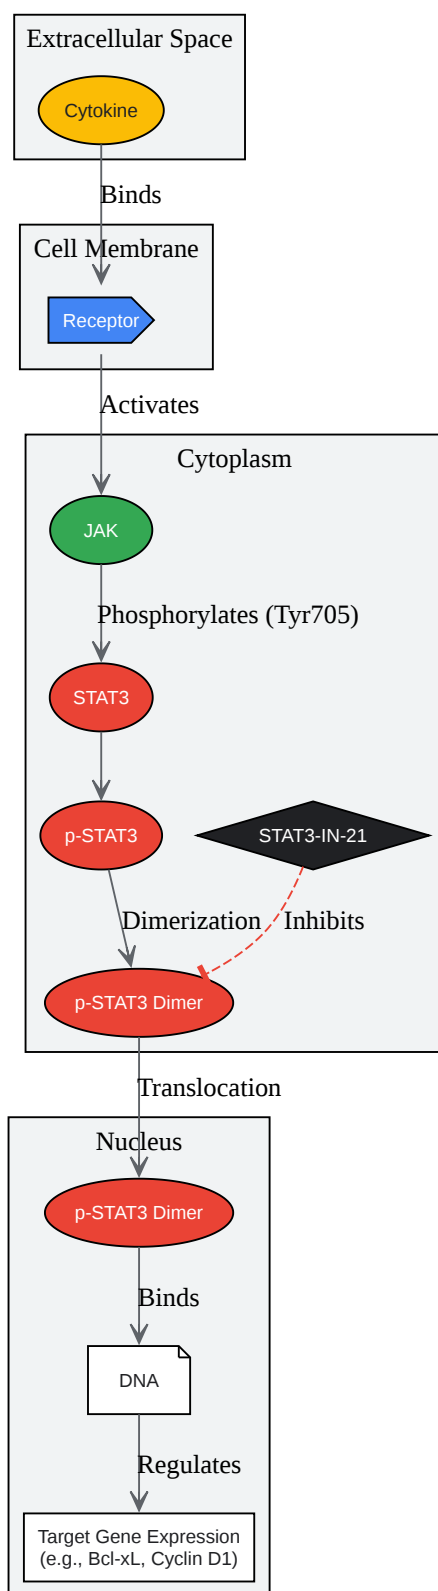 Extracellular Space
Cytokine
Binds
Cell Membrane
Receptor
Activates
Cytoplasm
JAK
Phosphorylates (Tyr705)
STAT3
p-STAT3
STAT3-IN-21
Dimerization
Inhibits
p-STAT3 Dimer
Translocation
Nucleus
p-STAT3 Dimer
Binds
DNA
Regulates
Target Gene Expression
(e.g., Bcl-xL, Cyclin D1)